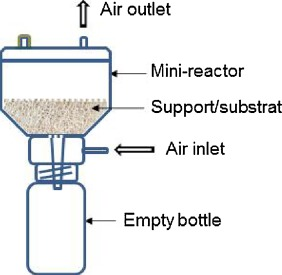 Air outlet
Mini-reactor
Support/substrat
Air inlet
Empty bottle